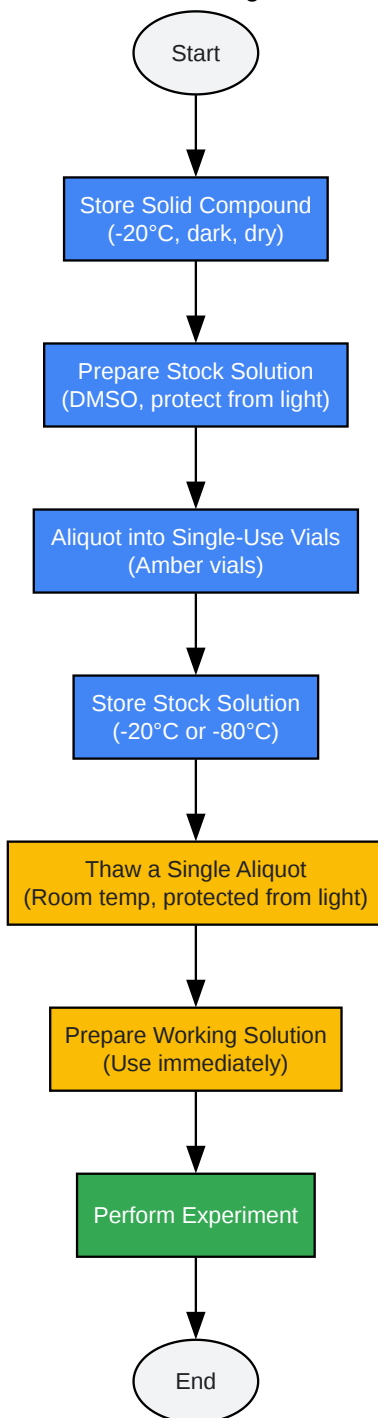 Start
Store Solid Compound
(-20°C, dark, dry)
Prepare Stock Solution
(DMSO, protect from light)
Aliquot into Single-Use Vials
(Amber vials)
Store Stock Solution
(-20°C or -80°C)
Thaw a Single Aliquot
(Room temp, protected from light)
Prepare Working Solution
(Use immediately)
Perform Experiment
End